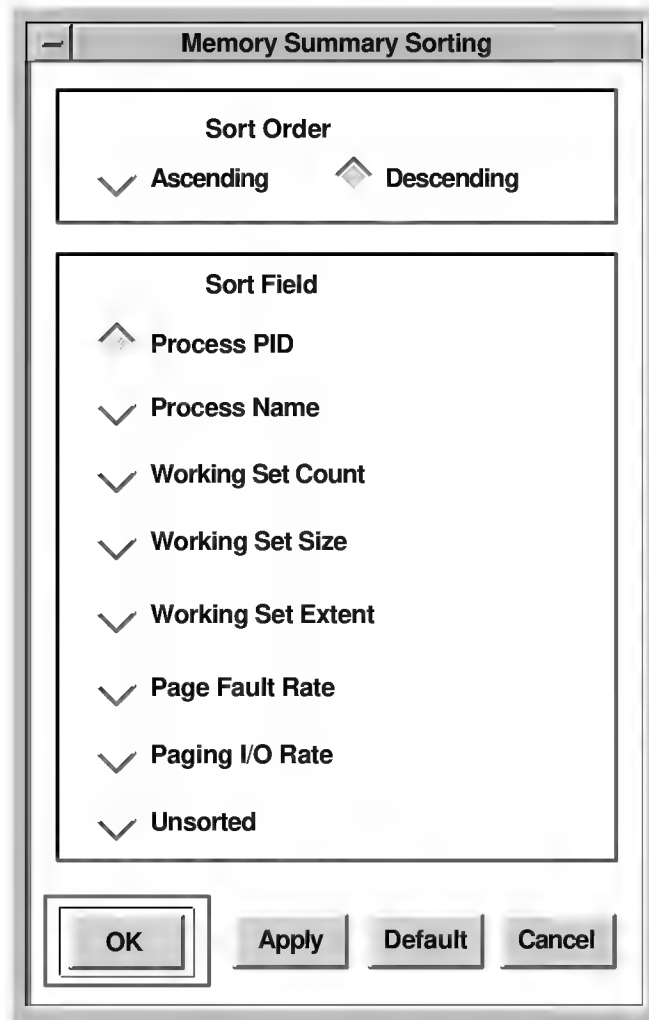 Memory Summary Sorting
Sort Order
Ascending Descending
Sort Field
Process PID
Process Name
Working Set Count
Working Set Size
Working Set Extent
Page Fault Rate
Paging I/O Rate
Unsorted
OK Apply Default Cancel